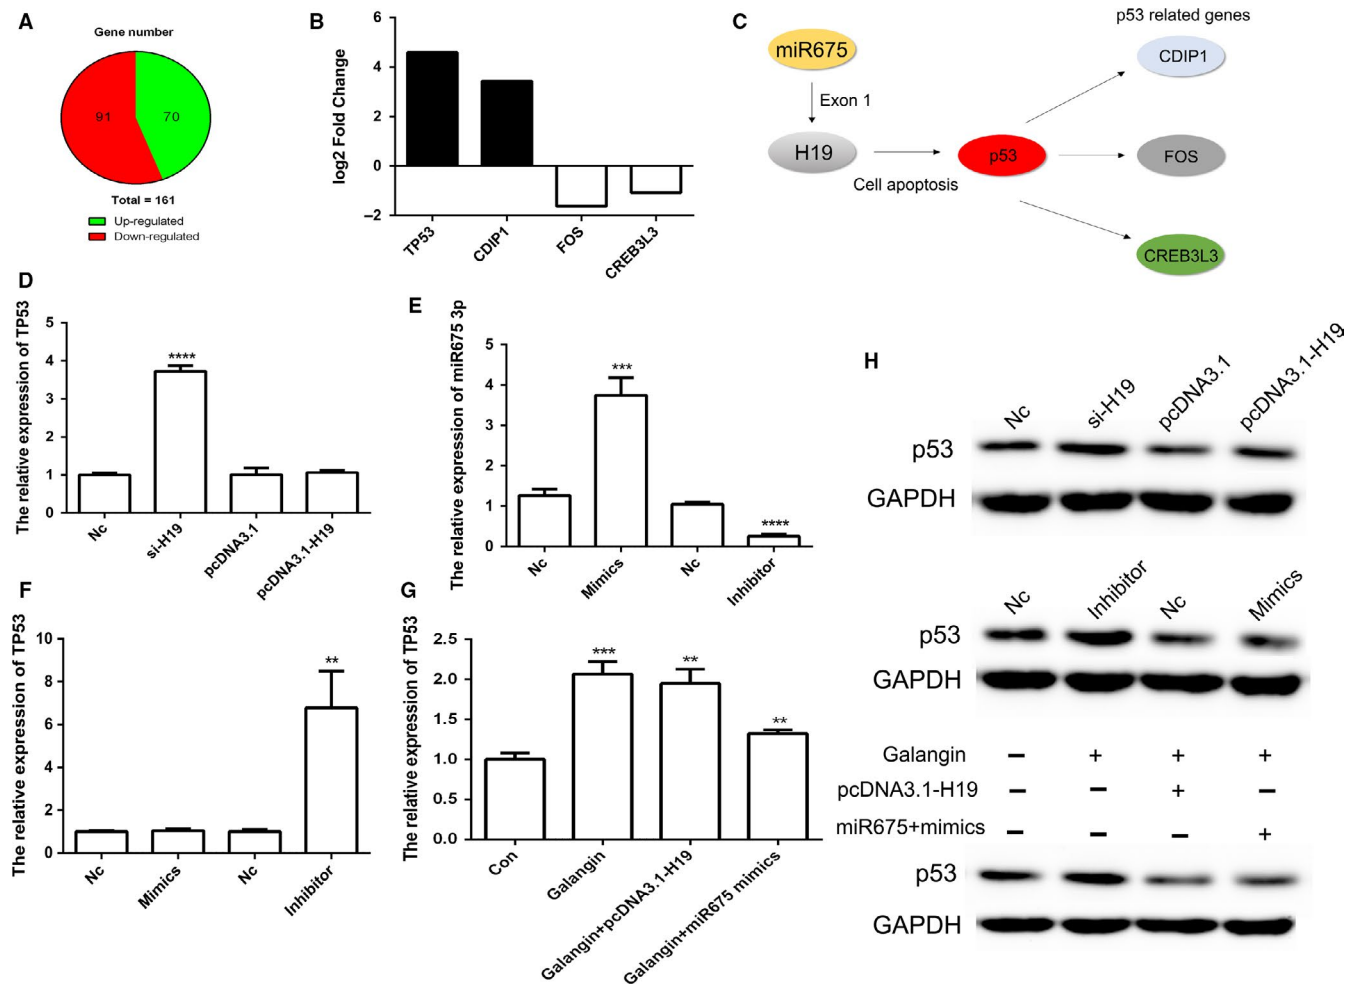 A
Gene number
91
70
Total = 161
Up-regulated
Down-regulated
B
log2 Fold Change
6
4
2
0
–2
TP53
CDIP1
FOS
CREB3L3
C
p53 related genes
miR675
Exon 1
H19
Cell apoptosis
p53
CDIP1
FOS
CREB3L3
D
The relative expression of TP53
5
4
3
2
1
0
****
Nc
si-H19
pcDNA3.1
pcDNA3.1-H19
E
The relative expression of miR675 3p
5
4
3
2
1
0
***
****
Nc
Mimics
Nc
Inhibitor
F
The relative expression of TP53
10
8
6
4
2
0
**
Nc
Mimics
Nc
Inhibitor
G
The relative expression of TP53
2.5
2.0
1.5
1.0
0.5
0.0
***
**
**
Con
Galangin
Galangin+pcDNA3.1-H19
Galangin+miR675 mimics
H
Nc si-H19 pcDNA3.1 pcDNA3.1-H19
p53
GAPDH
Nc Inhibitor Nc Mimics
p53
GAPDH
Galangin – + + +
pcDNA3.1-H19 – – + –
miR675+mimics – – – +
p53
GAPDH